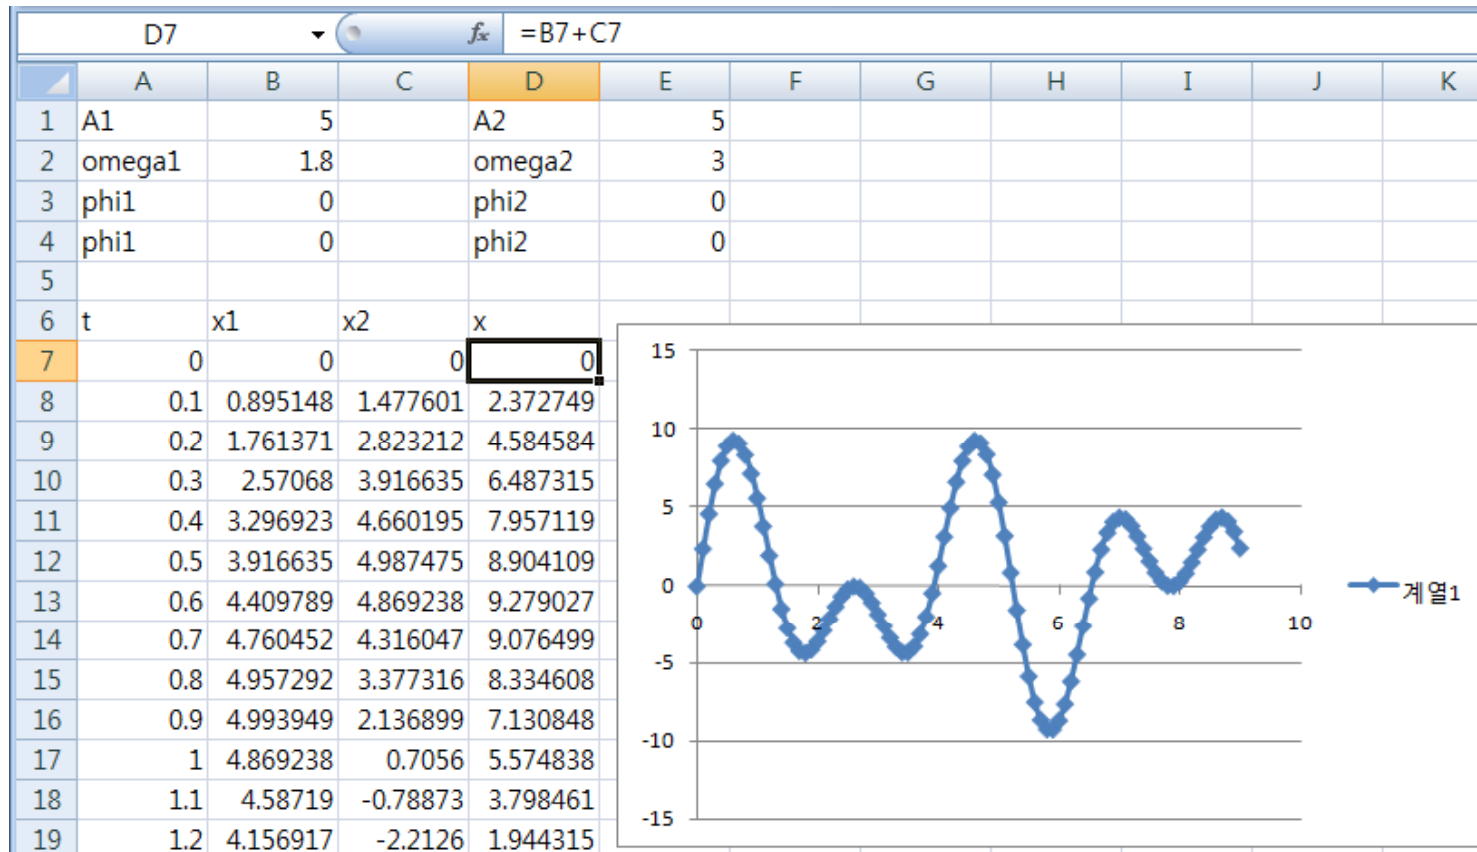 D7 fx =B7+C7
A B C D E F G H I J K
1 A1 5 A2 5
2 omega1 1.8 omega2 3
3 phi1 0 phi2 0
4 phi1 0 phi2 0
5
6 t x1 x2 x
7 0 0 0 0
8 0.1 0.895148 1.477601 2.372749
9 0.2 1.761371 2.823212 4.584584
10 0.3 2.57068 3.916635 6.487315
11 0.4 3.296923 4.660195 7.957119
12 0.5 3.916635 4.987475 8.904109
13 0.6 4.409789 4.869238 9.279027
14 0.7 4.760452 4.316047 9.076499
15 0.8 4.957292 3.377316 8.334608
16 0.9 4.993949 2.136899 7.130848
17 1 4.869238 0.7056 5.574838
18 1.1 4.58719 -0.78873 3.798461
19 1.2 4.156917 -2.2126 1.944315
15
10
5
0
-5
-10
-15
0 2 4 6 8 10
계열1